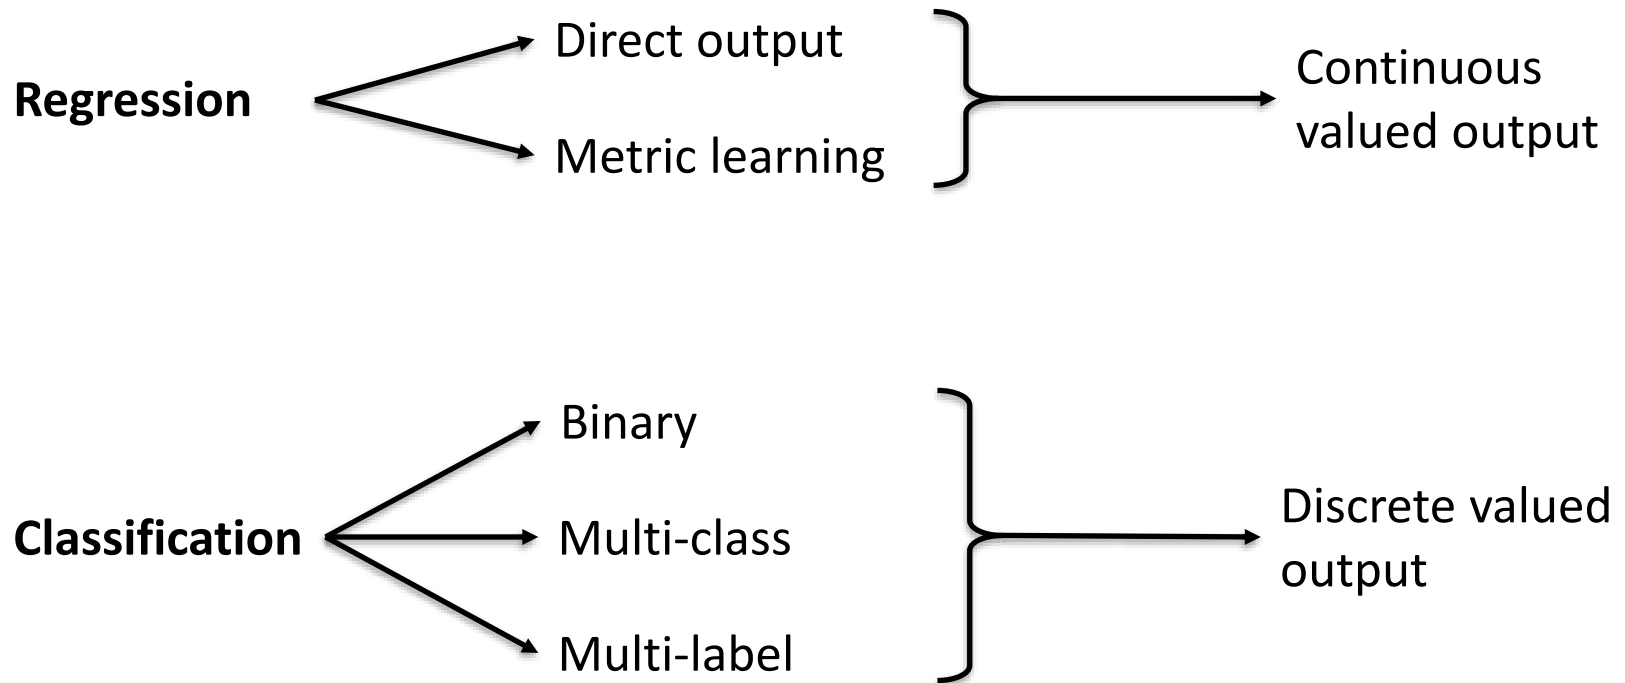 Regression
Direct output
Metric learning
Continuous
valued output
Classification
Binary
Multi-class
Multi-label
Discrete valued
output